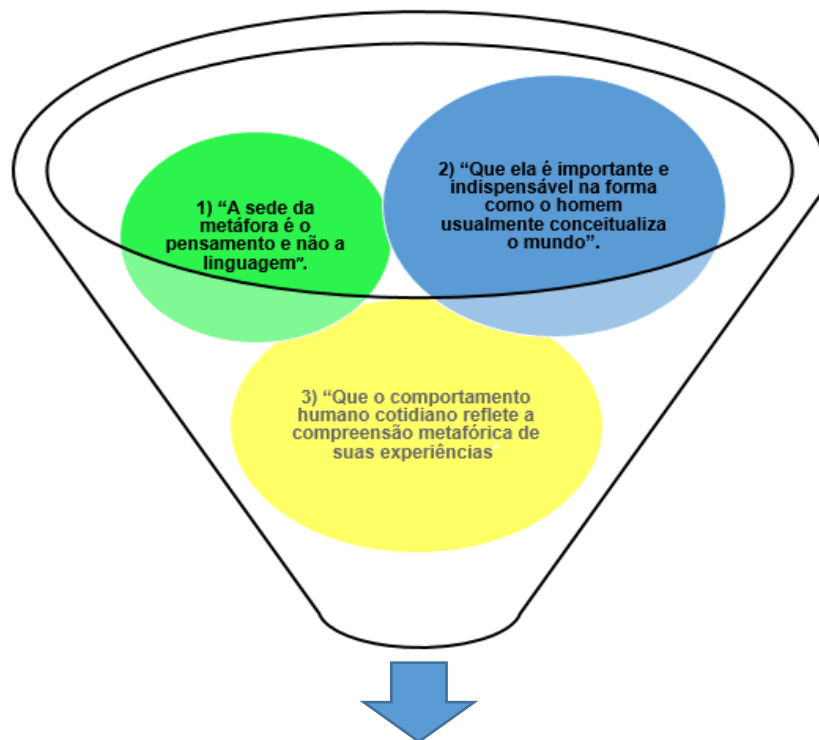 1) “A sede da
metáfora é o
pensamento e não a
linguagem”.
2) “Que ela é importante e
indispensável na forma
como o homem
usualmente conceitualiza
o mundo”.
3) “Que o comportamento
humano cotidiano reflete a
compreensão metafórica de
suas experiências